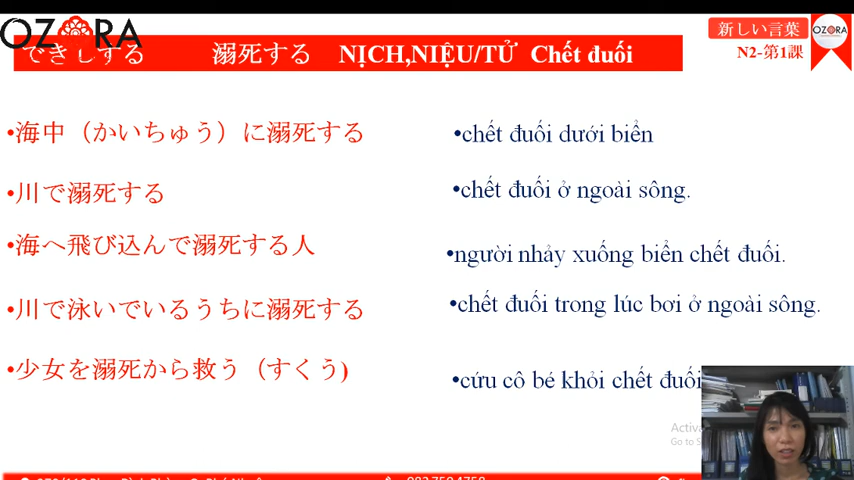 OZORA
できしする 溺死する NỊCH,NIỆU/TỬ Chết đuối
新しい言葉
N2-第1課
OZORA
•海中（かいちゅう）に溺死する
•chết đuối dưới biển
•川で溺死する
•chết đuối ở ngoài sông.
•海へ飛び込んで溺死する人
•người nhảy xuống biển chết đuối.
•川で泳いでいるうちに溺死する
•chết đuối trong lúc bơi ở ngoài sông.
•少女を溺死から救う（すくう)
•cứu cô bé khỏi chết đuối
Activa
Go to S